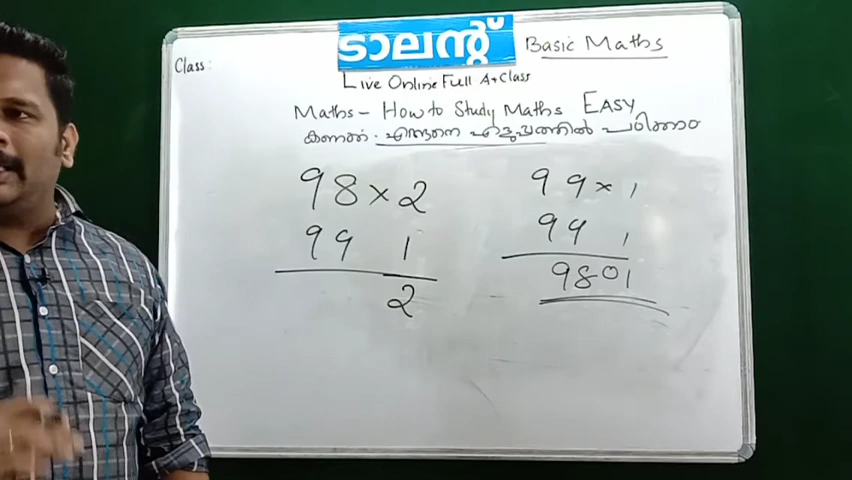 ടാലന്റ്
Basic Maths
Class:
Live Online Full A+ Class
Maths - How to Study Maths EASY
കണക്ക്. എങ്ങനെ എളുപ്പത്തിൽ പഠിക്കാം
98 × 2
99 1
2
99 × 1
99 1
9801